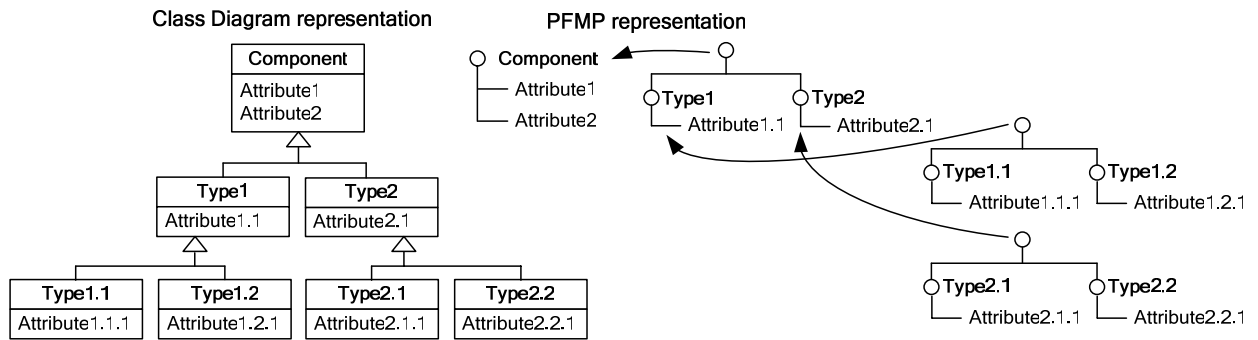 Class Diagram representation
Component
Attribute1
Attribute2
Type1
Attribute1.1
Type2
Attribute2.1
Type1.1
Attribute1.1.1
Type1.2
Attribute1.2.1
Type2.1
Attribute2.1.1
Type2.2
Attribute2.2.1
PFMP representation
Component
Attribute1
Attribute2
Type1
Attribute1.1
Type2
Attribute2.1
Type1.1
Attribute1.1.1
Type1.2
Attribute1.2.1
Type2.1
Attribute2.1.1
Type2.2
Attribute2.2.1